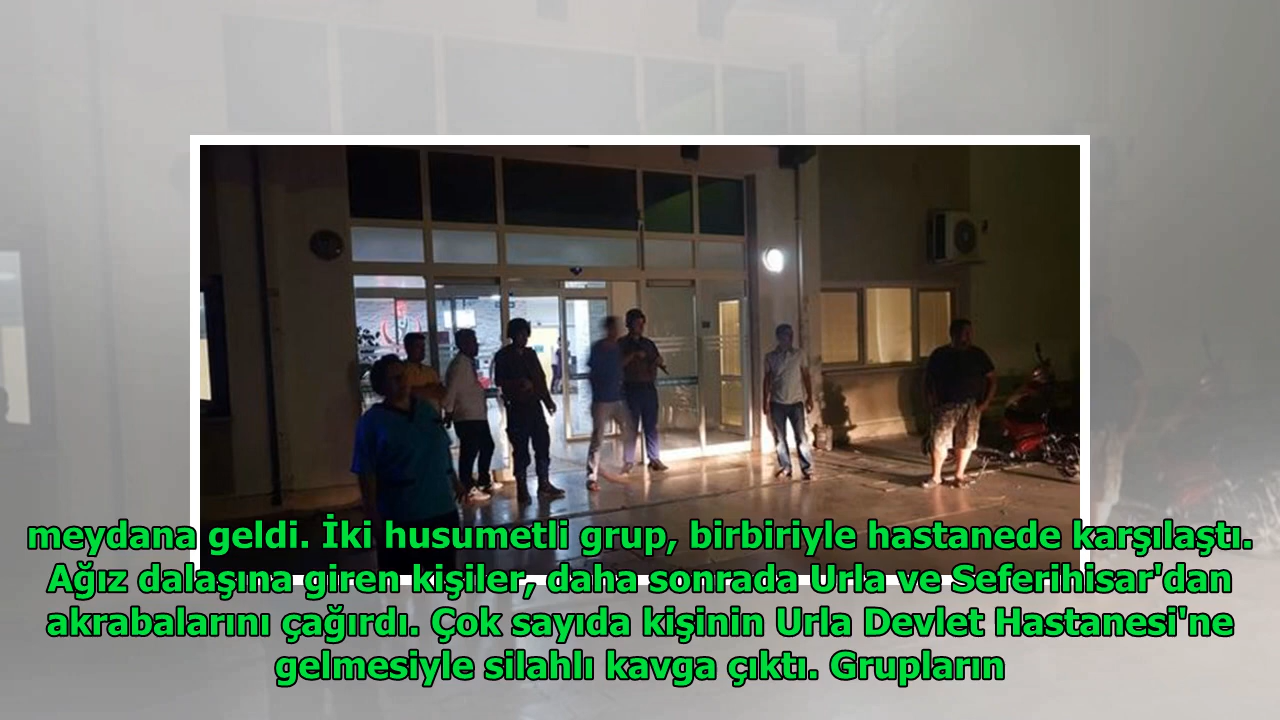 meydana geldi. İki husumetli grup, birbiriyle hastanede karşılaştı.
Ağız dalaşına giren kişiler, daha sonrada Urla ve Seferihisar'dan
akrabalarını çağırdı. Çok sayıda kişinin Urla Devlet Hastanesi'ne
gelmesiyle silahlı kavga çıktı. Grupların